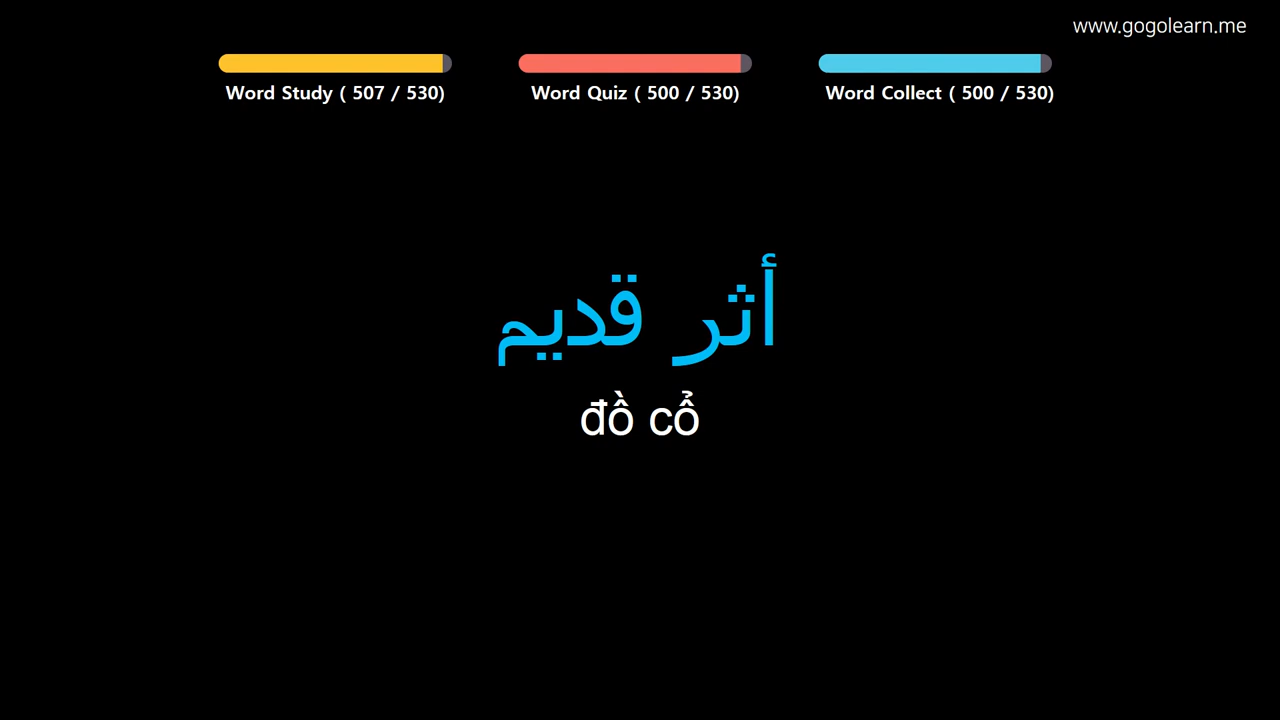 www.gogolearn.me
Word Study ( 507 / 530)
Word Quiz ( 500 / 530)
Word Collect ( 500 / 530)
أثر قديم
đồ cổ